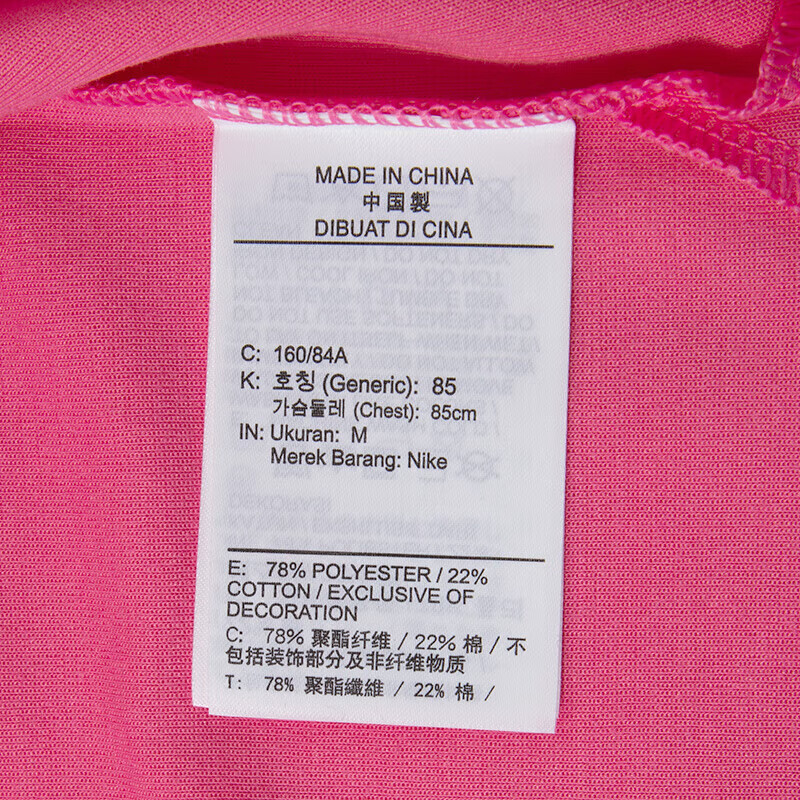 MADE IN CHINA
中国製
DIBUAT DI CINA
C: 160/84A
K: 호칭 (Generic): 85
가슴둘레 (Chest): 85cm
IN: Ukuran: M
Merek Barang: Nike
E: 78% POLYESTER / 22%
COTTON / EXCLUSIVE OF
DECORATION
C: 78% 聚酯纤维 / 22% 棉 / 不
包括装饰部分及非纤维物质
T: 78% 聚酯纖維 / 22% 棉 /